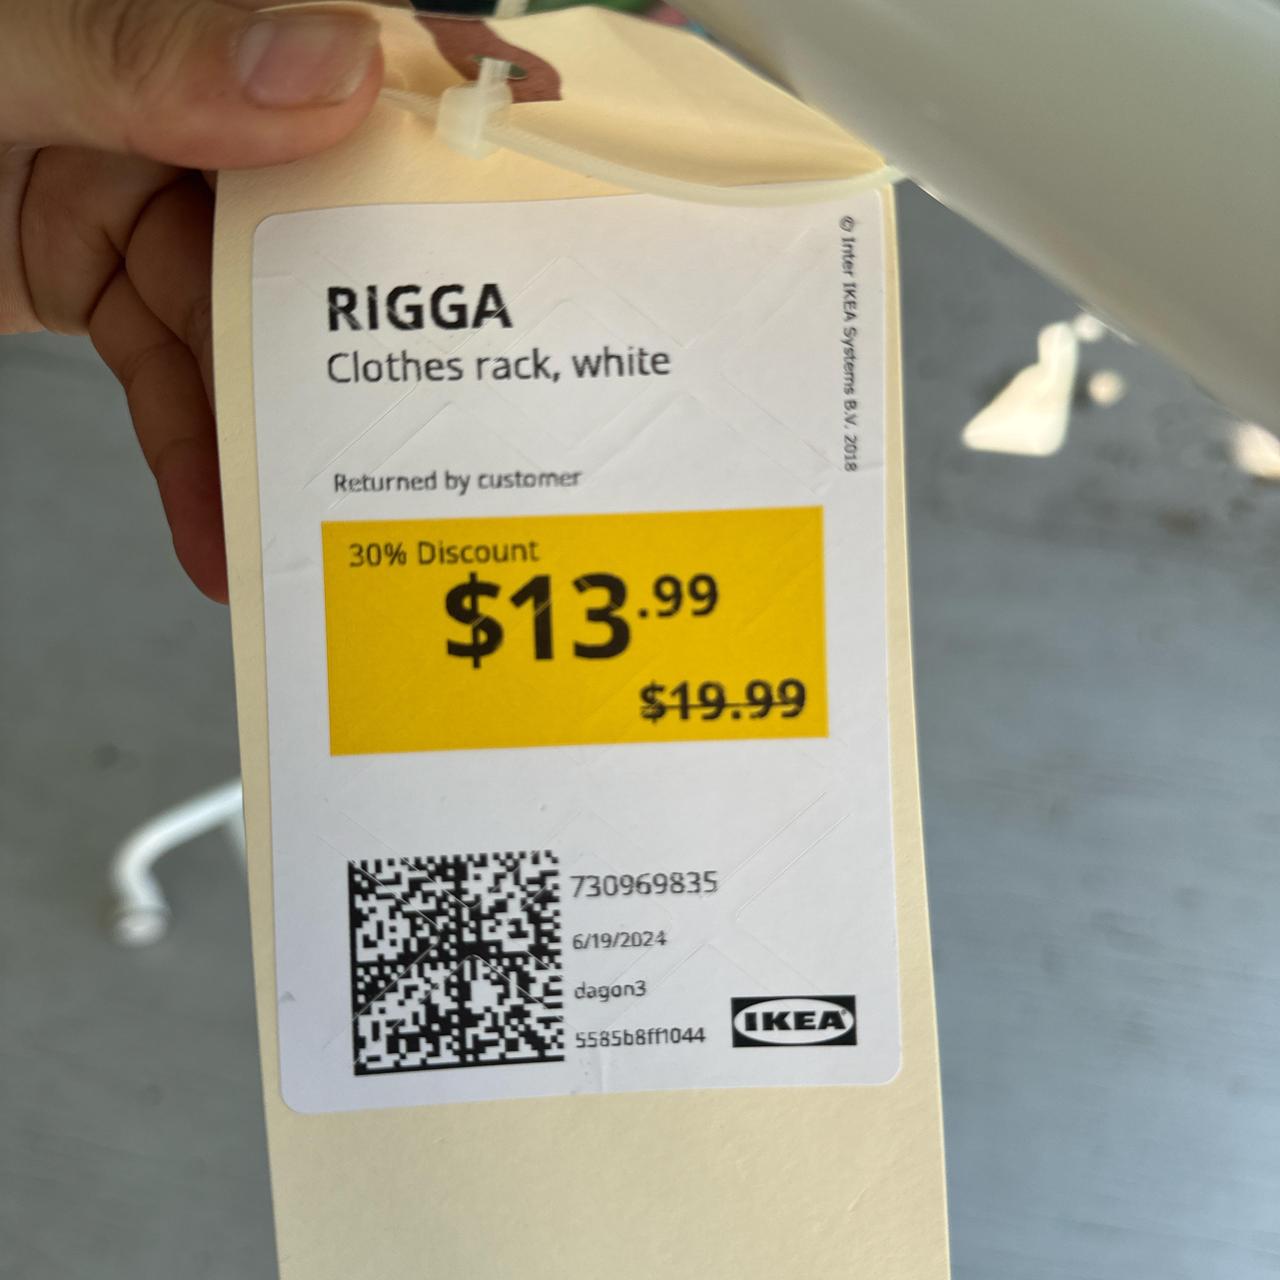 RIGGA
Clothes rack, white
© Inter IKEA Systems B.V. 2018
Returned by customer
30% Discount
$13.99
$19.99
730969835
6/19/2024
dagon3
5585b8ff1044
IKEA